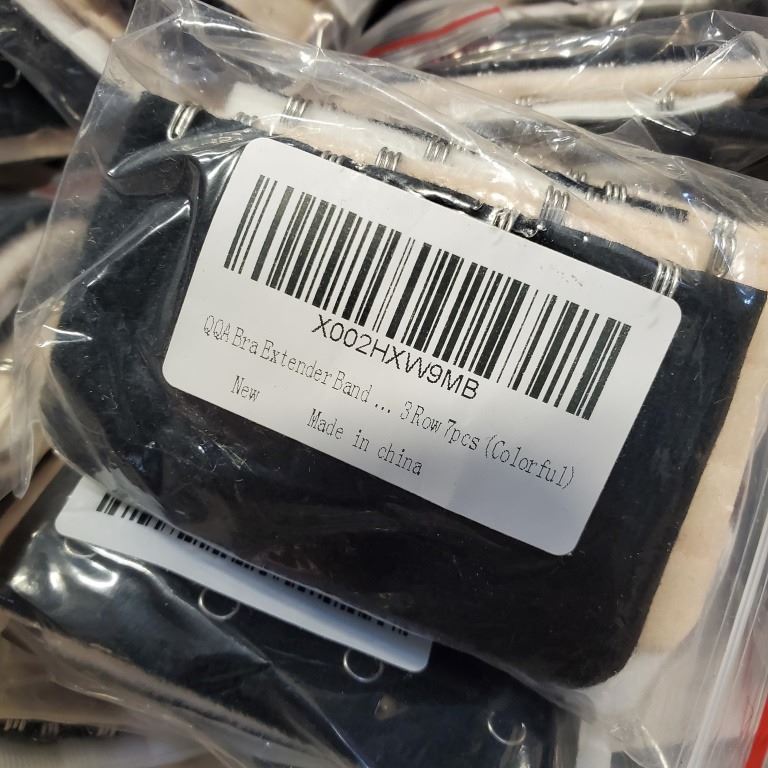 X002HXW9MB
QQA Bra Extender Band ... 3 Row 7pcs (Colorful)
New
Made in china